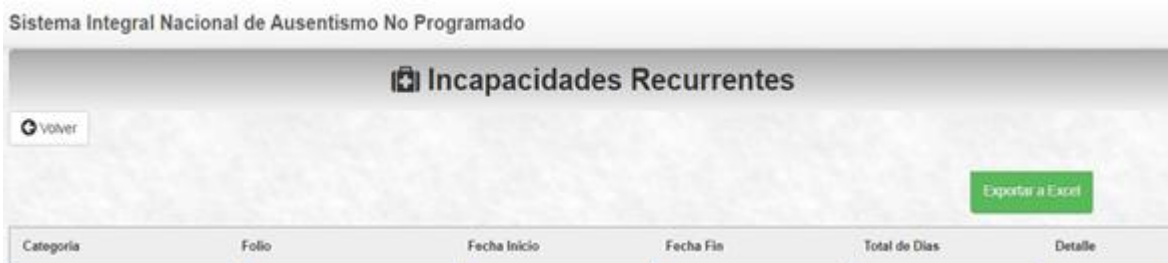 Sistema Integral Nacional de Ausentismo No Programado
Incapacidades Recurrentes
Volver
Exportar a Excel
Categoria Folio Fecha Inicio Fecha Fin Total de Dias Detalle